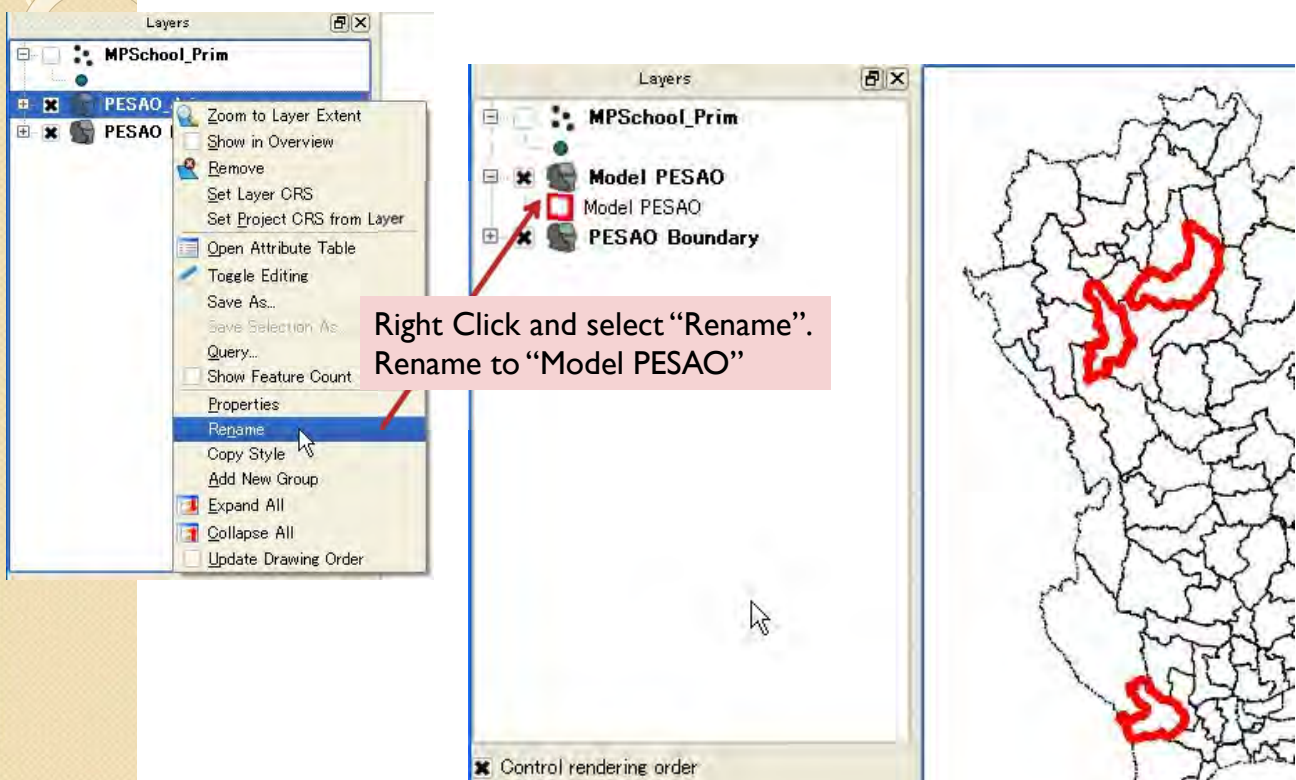 Layers
MPSchool_Prim
PESAO_
PESAO
Zoom to Layer Extent
Show in Overview
Remove
Set Layer CRS
Set Project CRS from Layer
Open Attribute Table
Toggle Editing
Save As...
Save Selection As
Query...
Show Feature Count
Properties
Rename
Copy Style
Add New Group
Expand All
Collapse All
Update Drawing Order
Right Click and select “Rename”.
Rename to “Model PESAO”
Layers
MPSchool_Prim
Model PESAO
Model PESAO
PESAO Boundary
Control rendering order